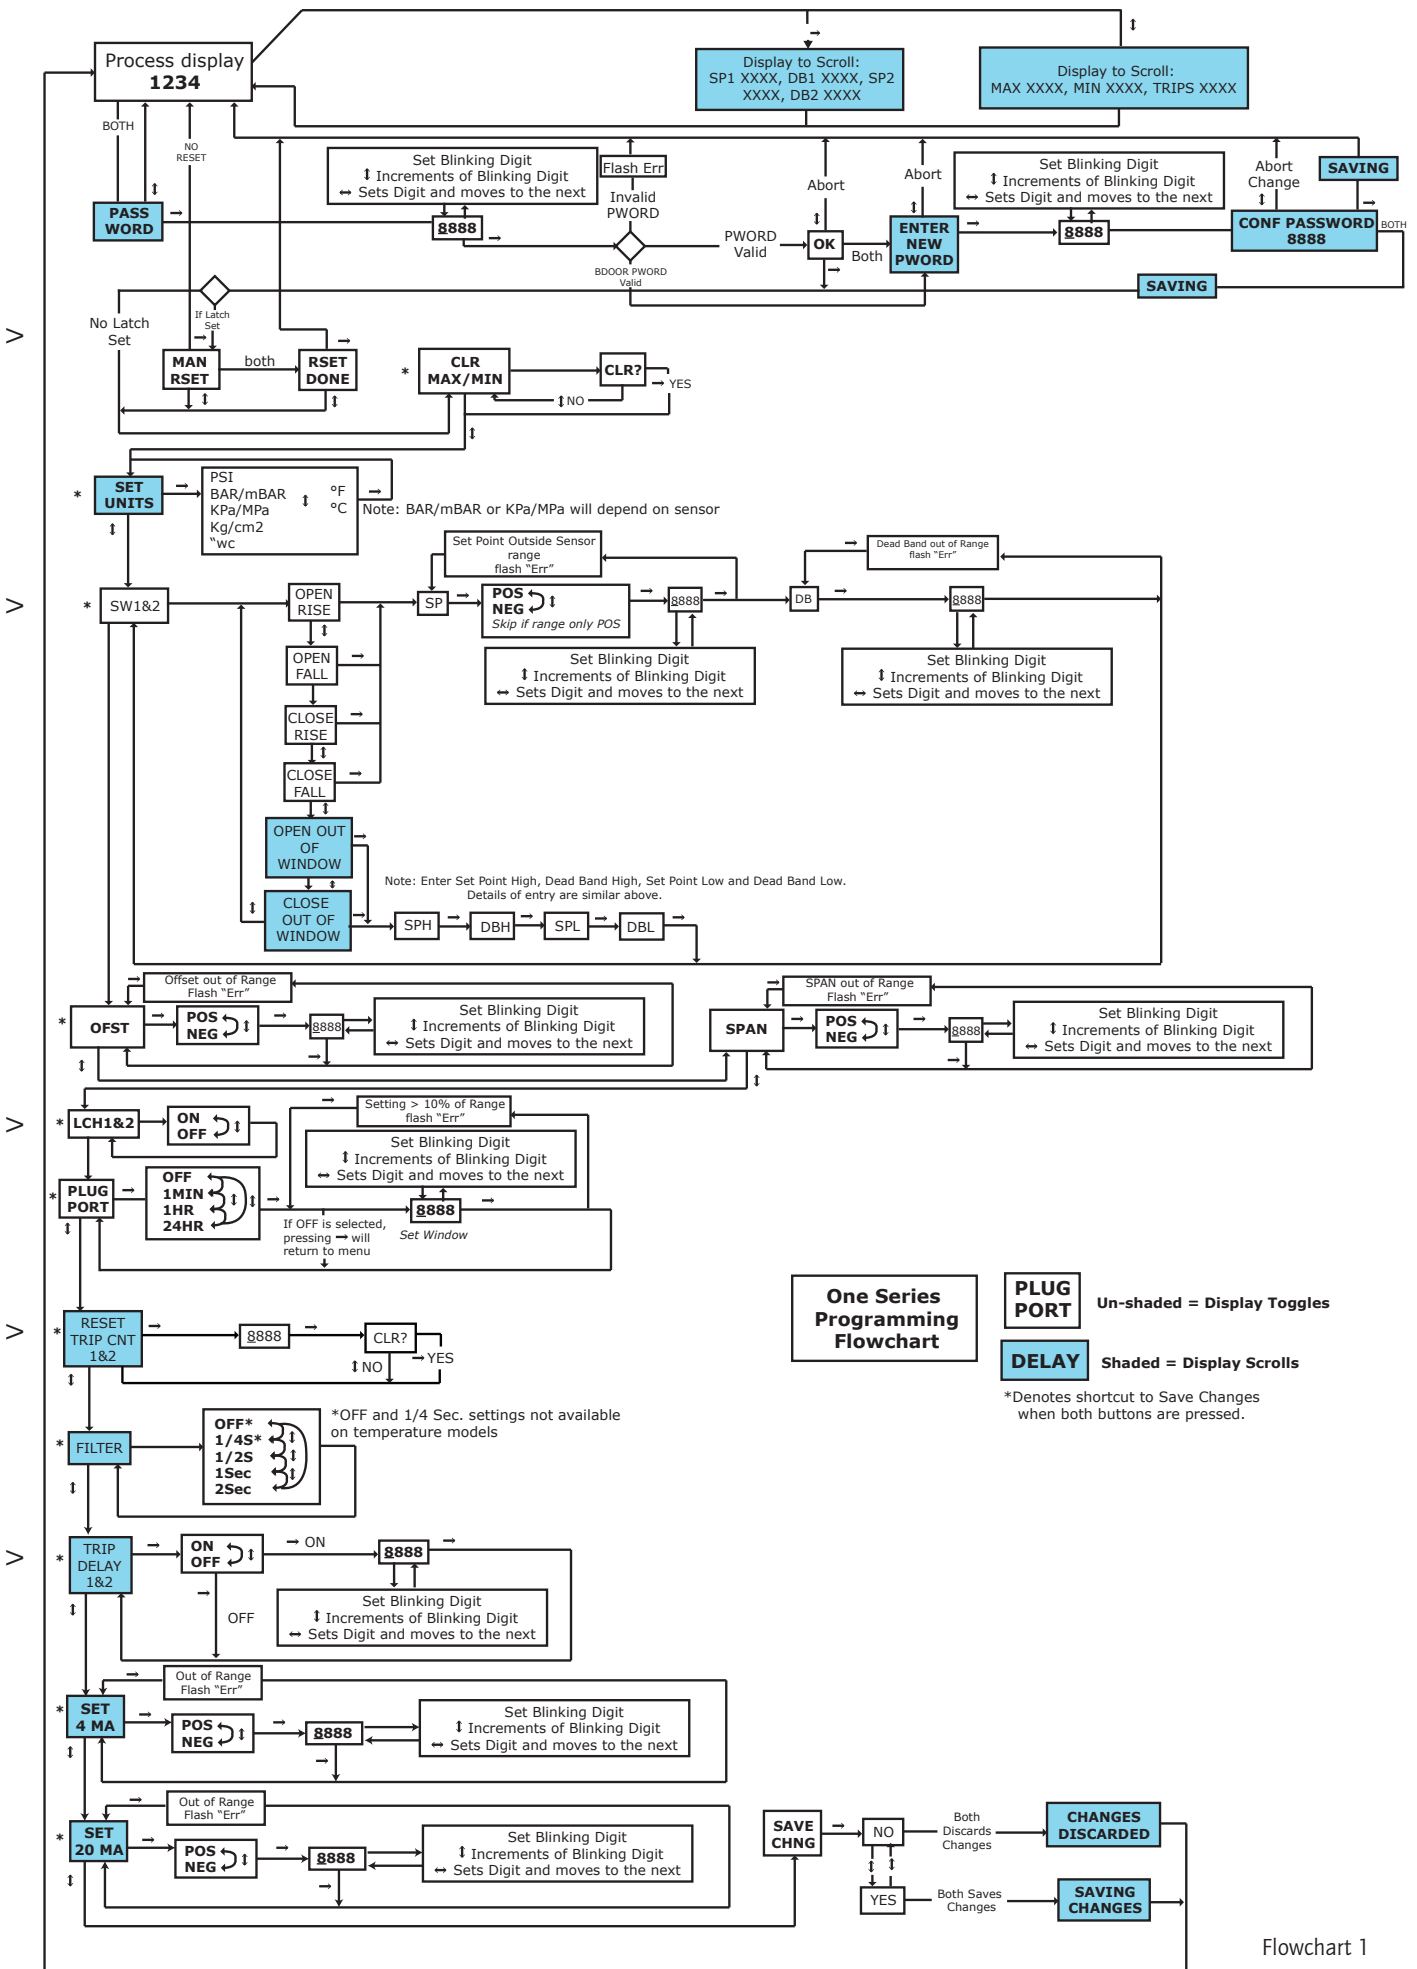 Process display
1234
Display to Scroll:
SP1 XXXX, DB1 XXXX, SP2
XXXX, DB2 XXXX
Display to Scroll:
MAX XXXX, MIN XXXX, TRIPS XXXX
BOTH
NO
RESET
Set Blinking Digit
↕ Increments of Blinking Digit
↔ Sets Digit and moves to the next
Flash Err
Invalid
PWORD
Abort
Abort
Set Blinking Digit
↕ Increments of Blinking Digit
↔ Sets Digit and moves to the next
Abort
Change
SAVING
PASS
WORD
8888
PWORD
Valid
OK
Both
ENTER
NEW
PWORD
8888
CONF PASSWORD
8888
BOTH
BDOOR PWORD
Valid
SAVING
No Latch
Set
If Latch
Set
>
MAN
RSET
both
RSET
DONE
*
CLR
MAX/MIN
CLR?
→ YES
↕ NO
*
SET
UNITS
PSI
BAR/mBAR
KPa/MPa
Kg/cm2
“wc
↕
°F
°C
Note: BAR/mBAR or KPa/MPa will depend on sensor
Set Point Outside Sensor
range
flash “Err”
Dead Band out of Range
flash “Err”
>
*
SW1&2
OPEN
RISE
SP
POS
NEG
Skip if range only POS
8888
DB
8888
OPEN
FALL
Set Blinking Digit
↕ Increments of Blinking Digit
↔ Sets Digit and moves to the next
Set Blinking Digit
↕ Increments of Blinking Digit
↔ Sets Digit and moves to the next
CLOSE
RISE
CLOSE
FALL
OPEN OUT
OF
WINDOW
Note: Enter Set Point High, Dead Band High, Set Point Low and Dead Band Low.
Details of entry are similar above.
CLOSE
OUT OF
WINDOW
SPH
DBH
SPL
DBL
Offset out of Range
Flash “Err”
SPAN out of Range
Flash “Err”
*
OFST
POS
NEG
8888
Set Blinking Digit
↕ Increments of Blinking Digit
↔ Sets Digit and moves to the next
SPAN
POS
NEG
8888
Set Blinking Digit
↕ Increments of Blinking Digit
↔ Sets Digit and moves to the next
>
*
LCH1&2
ON
OFF
Setting > 10% of Range
flash “Err”
Set Blinking Digit
↕ Increments of Blinking Digit
↔ Sets Digit and moves to the next
*
PLUG
PORT
OFF
1MIN
1HR
24HR
8888
Set Window
If OFF is selected,
pressing → will
return to menu
One Series
Programming
Flowchart
PLUG
PORT
Un-shaded = Display Toggles
DELAY
Shaded = Display Scrolls
*Denotes shortcut to Save Changes
when both buttons are pressed.
>
*
RESET
TRIP CNT
1&2
8888
CLR?
↕ NO
→ YES
*
FILTER
OFF*
1/4S*
1/2S
1Sec
2Sec
*OFF and 1/4 Sec. settings not available
on temperature models
>
*
TRIP
DELAY
1&2
ON
OFF
→ ON
8888
OFF
Set Blinking Digit
↕ Increments of Blinking Digit
↔ Sets Digit and moves to the next
Out of Range
Flash “Err”
*
SET
4 MA
POS
NEG
8888
Set Blinking Digit
↕ Increments of Blinking Digit
↔ Sets Digit and moves to the next
Out of Range
Flash “Err”
*
SET
20 MA
POS
NEG
8888
Set Blinking Digit
↕ Increments of Blinking Digit
↔ Sets Digit and moves to the next
SAVE
CHNG
NO
Both
Discards
Changes
CHANGES
DISCARDED
YES
Both Saves
Changes
SAVING
CHANGES
Flowchart 1